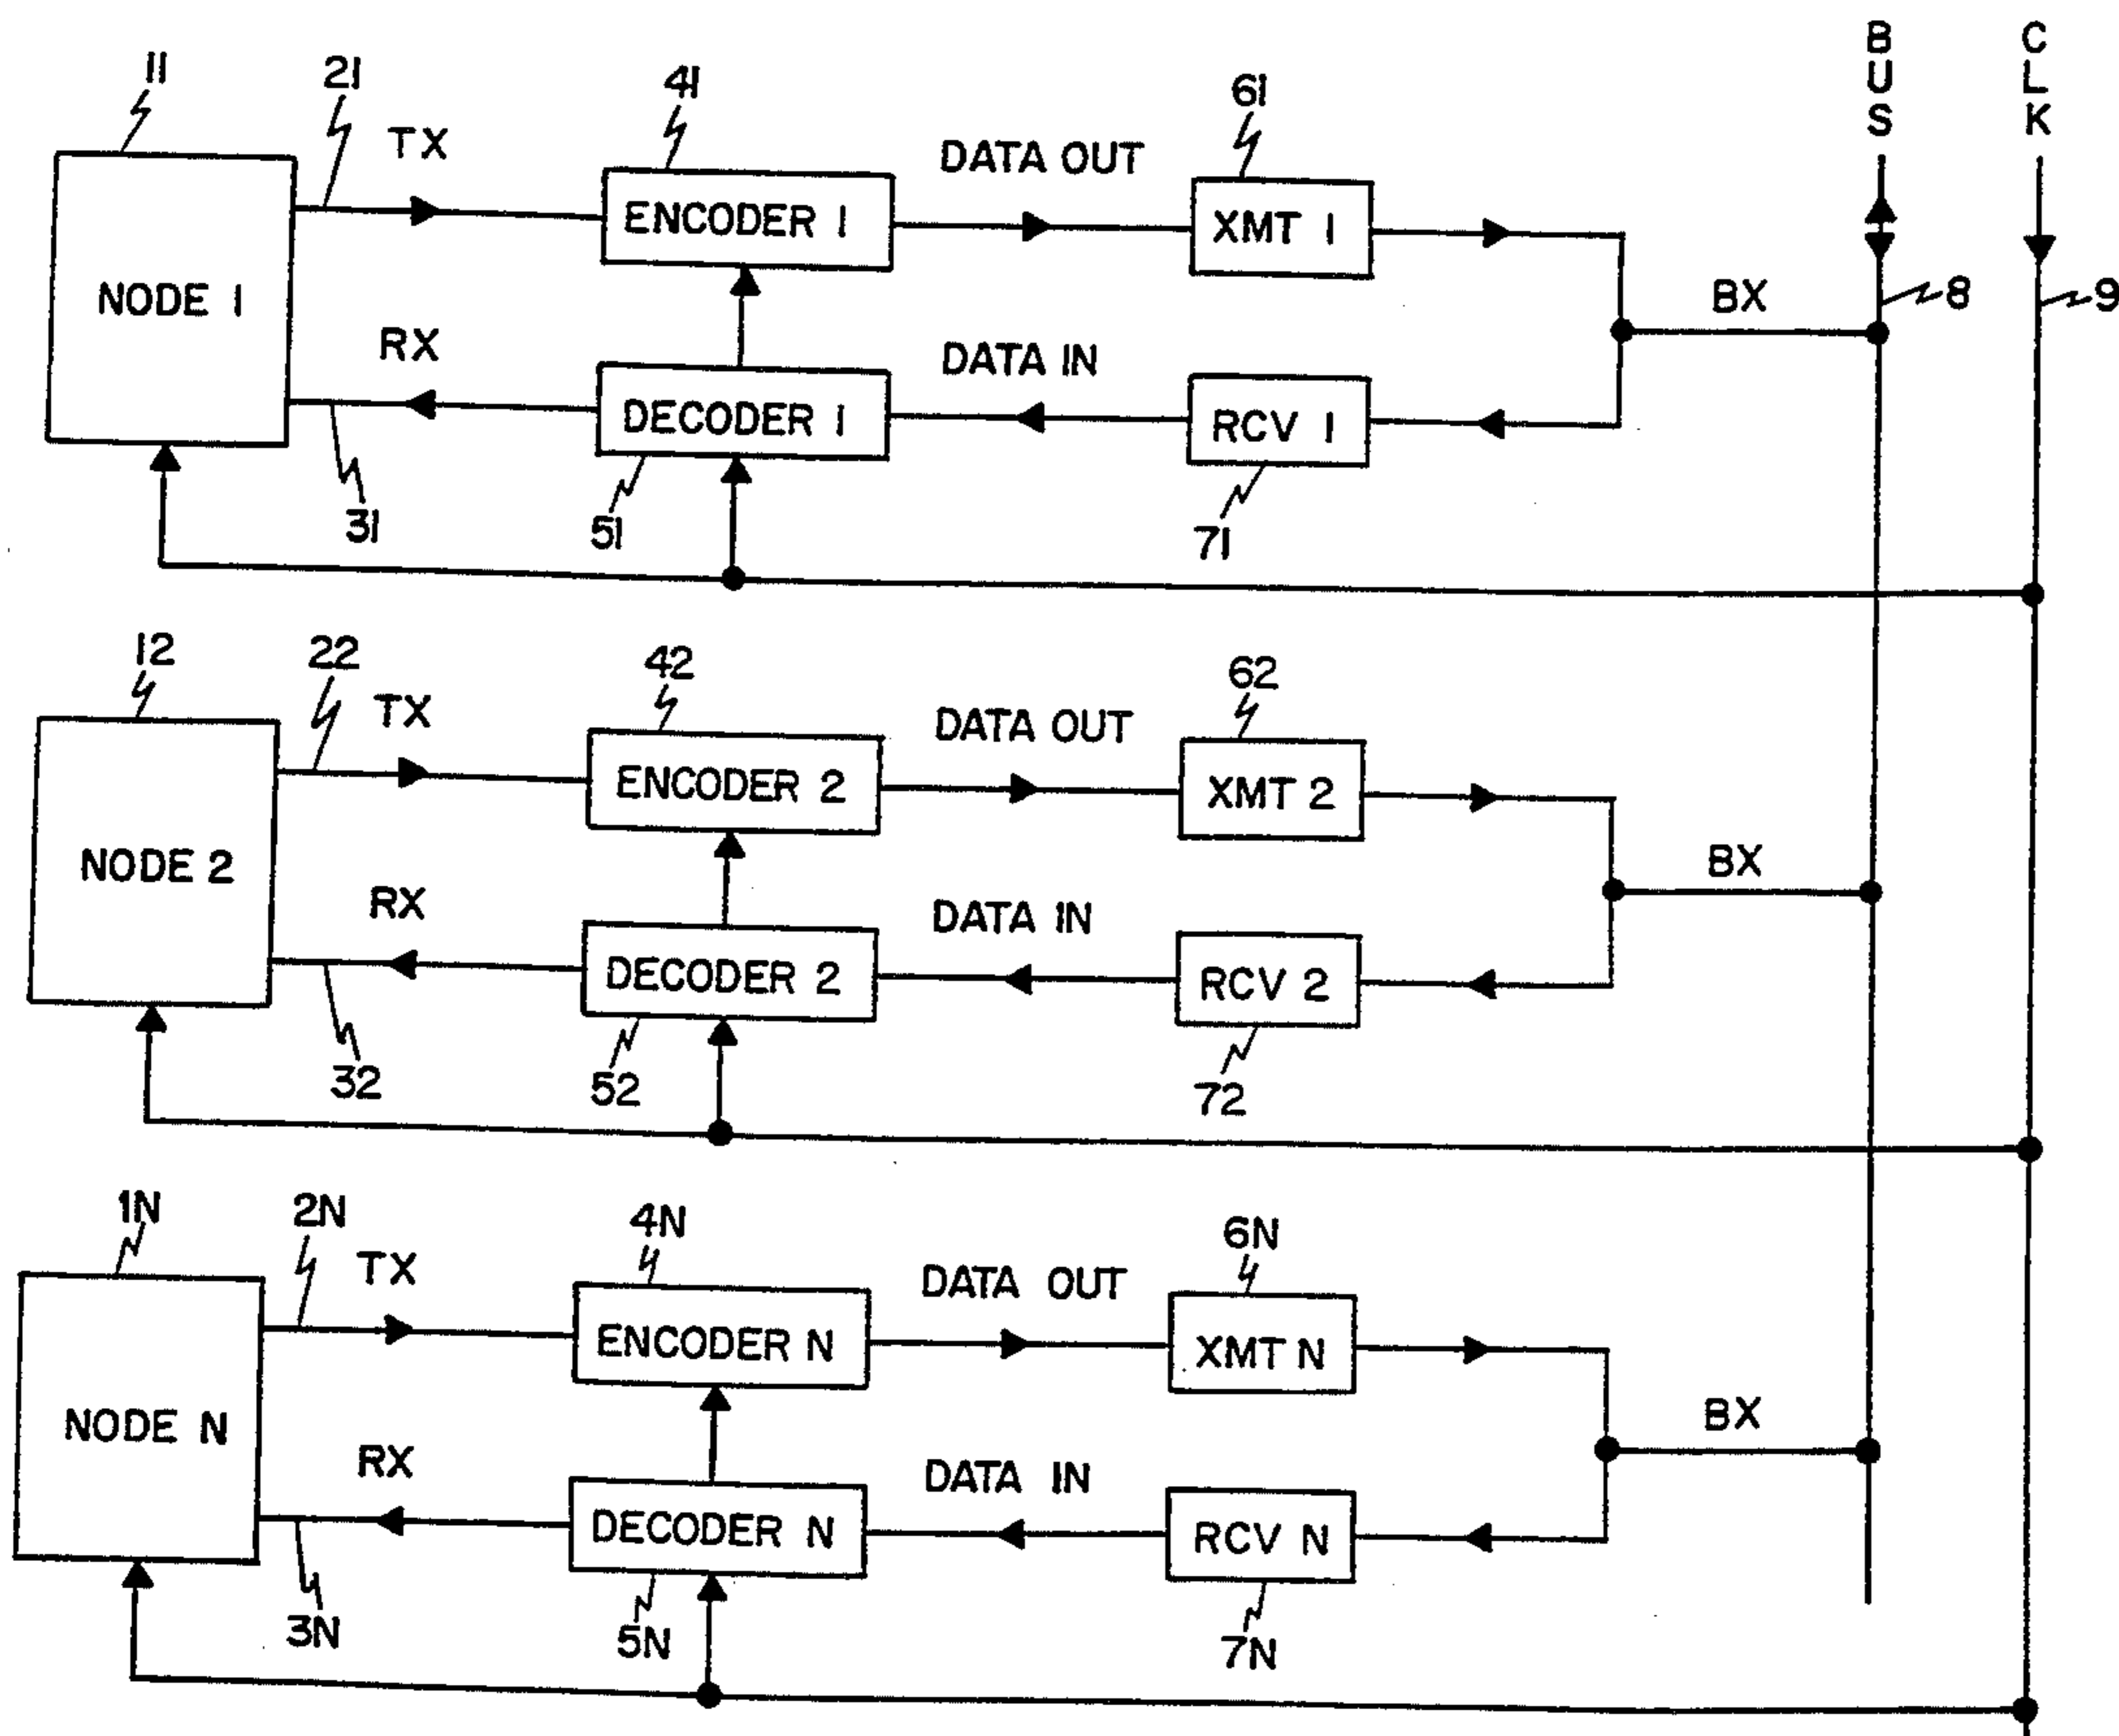 BUS
CLK
11
21
TX
41
DATA OUT
61
ENCODER 1
XMT 1
NODE 1
BX
8
9
RX
DATA IN
DECODER 1
RCV 1
31
51
71
12
22
TX
42
DATA OUT
62
ENCODER 2
XMT 2
NODE 2
BX
RX
DATA IN
DECODER 2
RCV 2
32
52
72
1N
2N
TX
4N
DATA OUT
6N
ENCODER N
XMT N
NODE N
BX
RX
DATA IN
DECODER N
RCV N
3N
5N
7N